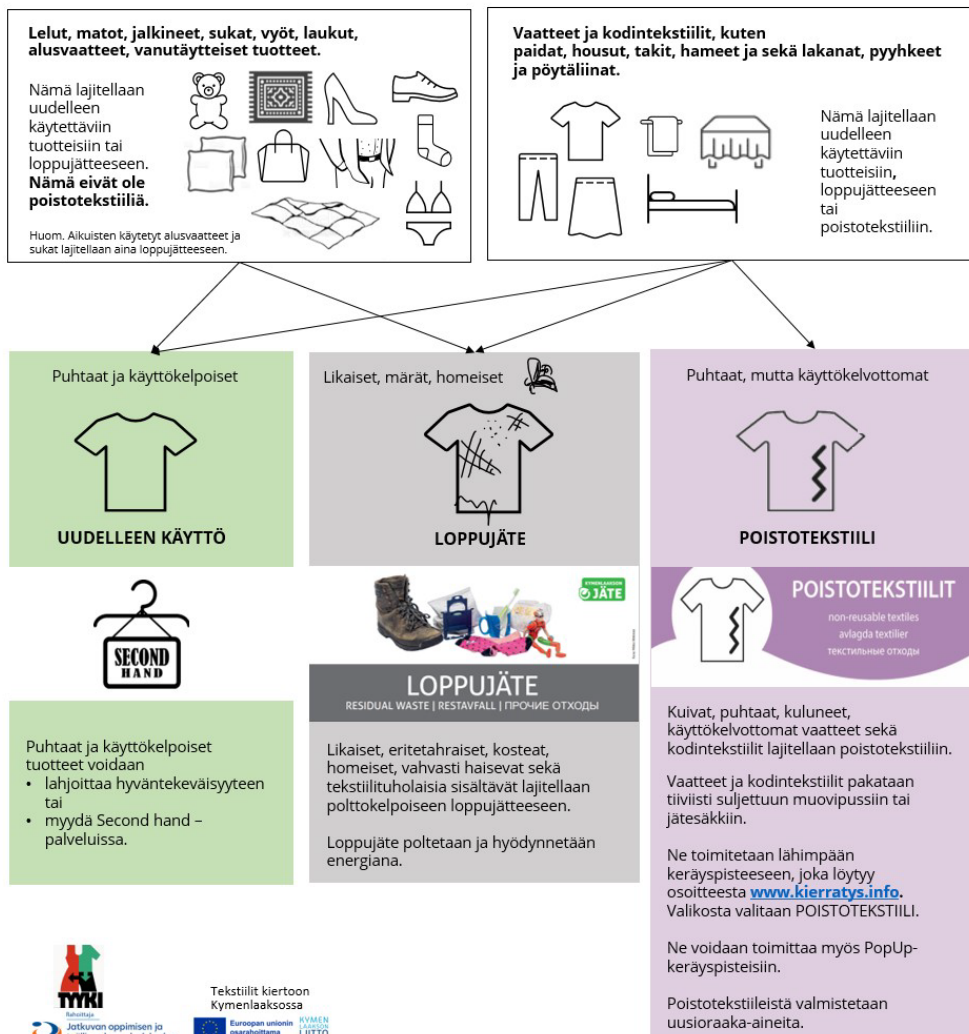 Lelut, matot, jalkineet, sukat, vyöt, laukut,
alusvaatteet, vanutäytteiset tuotteet.
Nämä lajitellaan
uudelleen
käytettäviin
tuotteisiin tai
loppujätteeseen.
Nämä eivät ole
poistotekstiiliä.
Huom. Aikuisten käytetyt alusvaatteet ja
sukat lajitellaan aina loppujätteeseen.
Vaatteet ja kodintekstiilit, kuten
paidat, housut, takit, hameet ja sekä lakanat, pyyhkeet
ja pöytäliinat.
Nämä lajitellaan
uudelleen
käytettäviin
tuotteisiin,
loppujätteeseen
tai
poistotekstiiliin.
Puhtaat ja käyttökelpoiset
UUDELLEEN KÄYTTÖ
SECOND
HAND
Puhtaat ja käyttökelpoiset
tuotteet voidaan
• lahjoittaa hyväntekeväisyyteen
tai
• myydä Second hand –
palveluissa.
Likaiset, märät, homeiset
LOPPUJÄTE
KYMENLAAKSON
JÄTE
LOPPUJÄTE
RESIDUAL WASTE | RESTAVFALL | ПРОЧИЕ ОТХОДЫ
Likaiset, eritetahraiset, kosteat,
homeiset, vahvasti haisevat sekä
tekstiilituholaisia sisältävät lajitellaan
polttokelpoiseen loppujätteeseen.
Loppujäte poltetaan ja hyödynnetään
energiana.
Puhtaat, mutta käyttökelvottomat
POISTOTEKSTIILI
POISTOTEKSTIILIT
non-reusable textiles
avlagda textilier
текстильные отходы
Kuivat, puhtaat, kuluneet,
käyttökelvottomat vaatteet sekä
kodintekstiilit lajitellaan poistotekstiiliin.
Vaatteet ja kodintekstiilit pakataan
tiiviisti suljettuun muovipussiin tai
jätesäkkiin.
Ne toimitetaan lähimpään
keräyspisteeseen, joka löytyy
osoitteesta www.kierratys.info.
Valikosta valitaan POISTOTEKSTIILI.
Ne voidaan toimittaa myös PopUp-
keräyspisteisiin.
Poistotekstiileistä valmistetaan
uusioraaka-aineita.
TYYKI
Rahoittaja
Jatkuvan oppimisen ja
Tekstiilit kiertoon
Kymenlaaksossa
Euroopan unionin
osarahoittama
KYMEN
LAAKSON
LIITTO